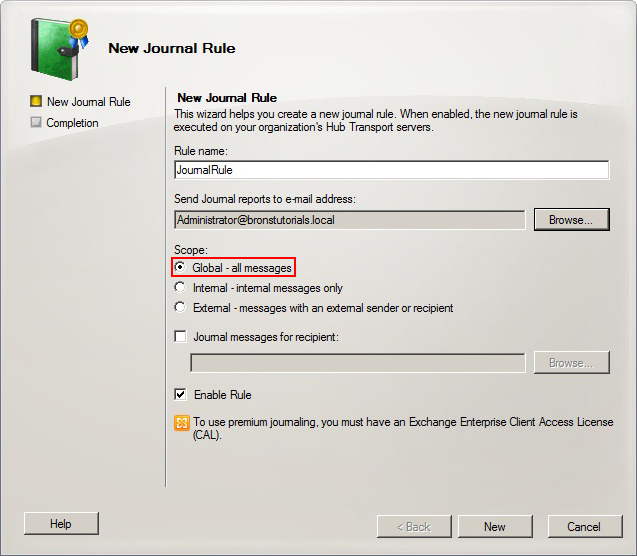 New Journal Rule
New Journal Rule
Completion
New Journal Rule
This wizard helps you create a new journal rule. When enabled, the new journal rule is
executed on your organization's Hub Transport servers.
Rule name:
JournalRule
Send Journal reports to e-mail address:
Administrator@bronstutorials.local
Browse...
Scope:
Global - all messages
Internal - internal messages only
External - messages with an external sender or recipient
Journal messages for recipient:
Browse...
Enable Rule
To use premium journaling, you must have an Exchange Enterprise Client Access License
(CAL).
Help
< Back
New
Cancel